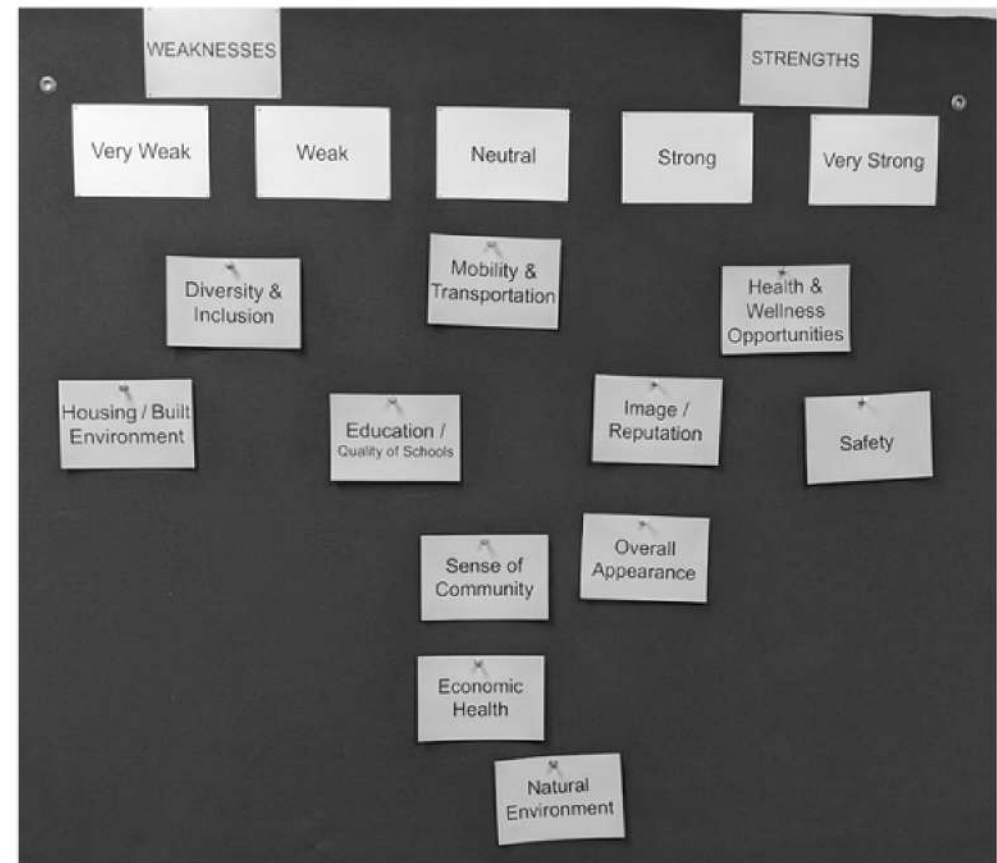 WEAKNESSES
STRENGTHS
Very Weak
Weak
Neutral
Strong
Very Strong
Diversity &
Inclusion
Mobility &
Transportation
Health &
Wellness
Opportunities
Housing / Built
Environment
Education /
Quality of Schools
Image /
Reputation
Safety
Sense of
Community
Overall
Appearance
Economic
Health
Natural
Environment